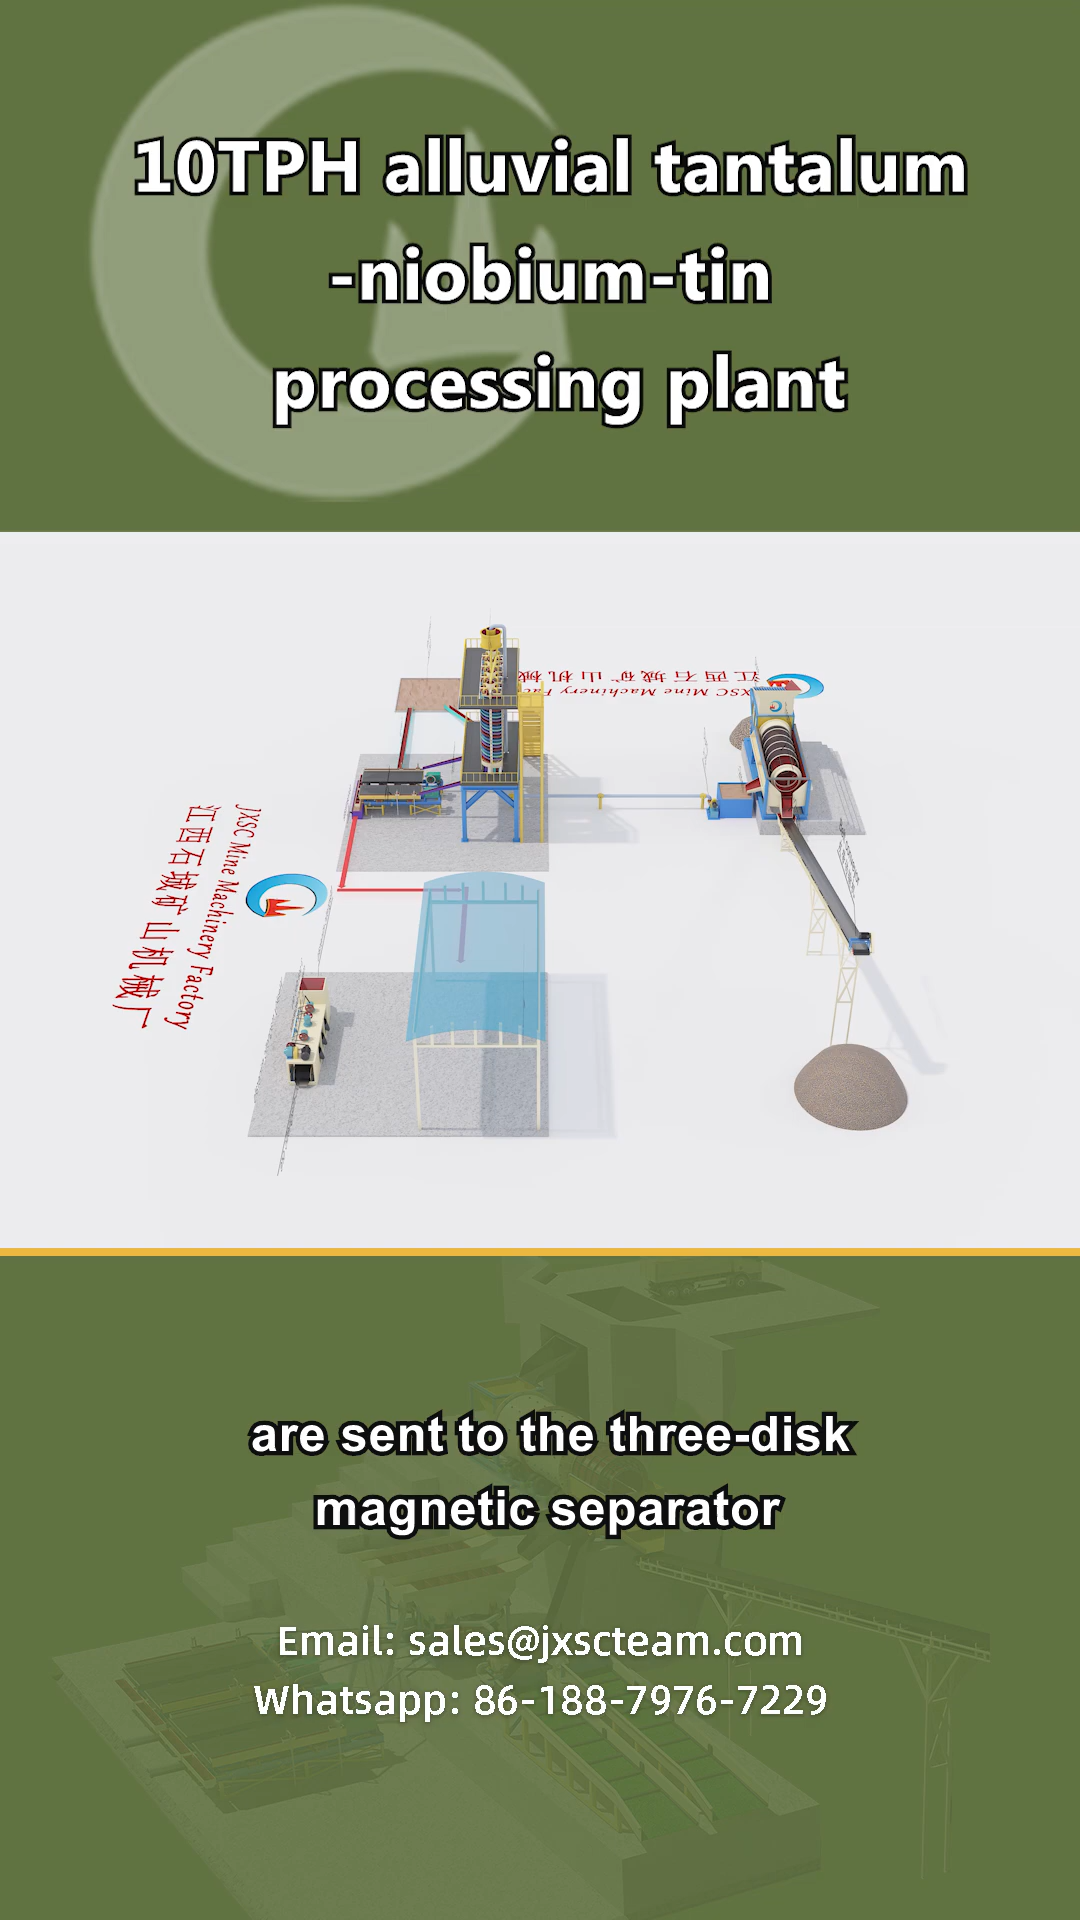 10TPH alluvial tantalum
-niobium-tin
processing plant
江西石城矿山机械
JXSC Mine Machinery Fac
JXSC Mine Machinery Factory
江西石城矿山机械厂
are sent to the three-disk
magnetic separator
Email: sales@jxscteam.com
Whatsapp: 86-188-7976-7229